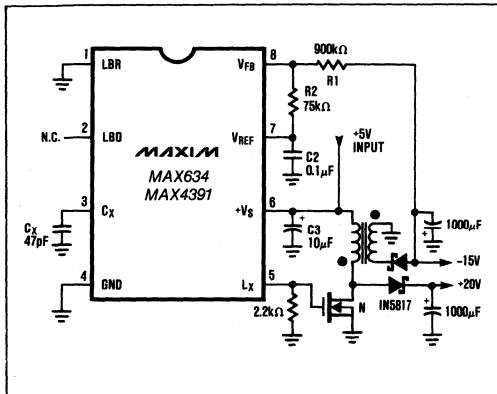 1
LBR
VFB
8
900kΩ
R1
R2
75kΩ
N.C.
2
LBD
VREF
7
+5V
INPUT
C2
0.1µF
MAXIM
MAX634
MAX4391
3
CX
CX
47pF
+VS
6
C3
10µF
+
+
1000µF
-15V
4
GND
LX
5
2.2kΩ
N
IN5817
+20V
+
1000µF